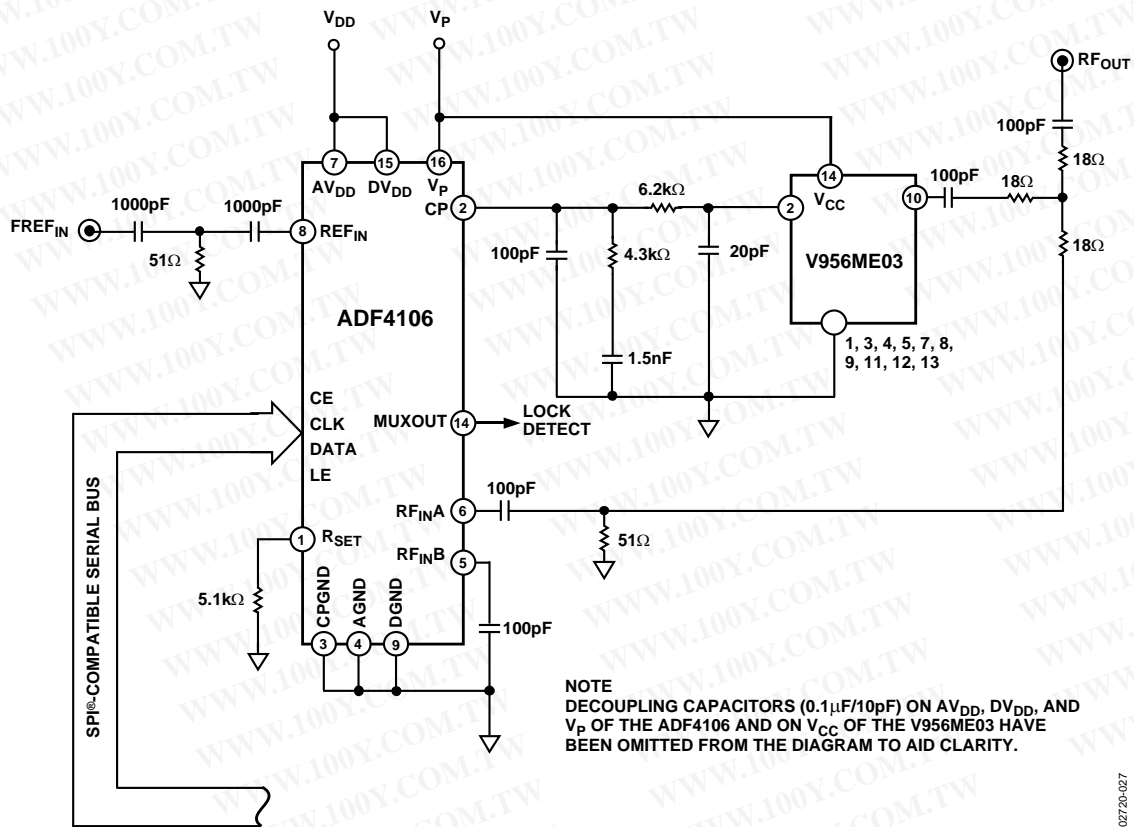 V_DD
V_P
RF_OUT
100pF
18Ω
7
15
16
14
AV_DD
DV_DD
V_P
V_CC
6.2kΩ
100pF
18Ω
1000pF
1000pF
CP
2
2
10
FREF_IN
8
REF_IN
18Ω
51Ω
100pF
4.3kΩ
20pF
V956ME03
ADF4106
1.5nF
1, 3, 4, 5, 7, 8,
9, 11, 12, 13
CE
CLK
DATA
LE
MUXOUT
14
LOCK
DETECT
100pF
RF_INA
6
51Ω
1
R_SET
RF_INB
5
5.1kΩ
CPGND
AGND
DGND
100pF
3
4
9
SPI®-COMPATIBLE SERIAL BUS
NOTE
DECOUPLING CAPACITORS (0.1µF/10pF) ON AV_DD, DV_DD, AND
V_P OF THE ADF4106 AND ON V_CC OF THE V956ME03 HAVE
BEEN OMITTED FROM THE DIAGRAM TO AID CLARITY.
02720-027
WWW.100Y.COM.TW